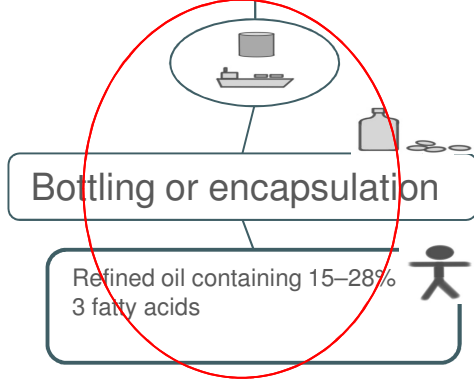 Bottling or encapsulation
Refined oil containing 15–28%
3 fatty acids